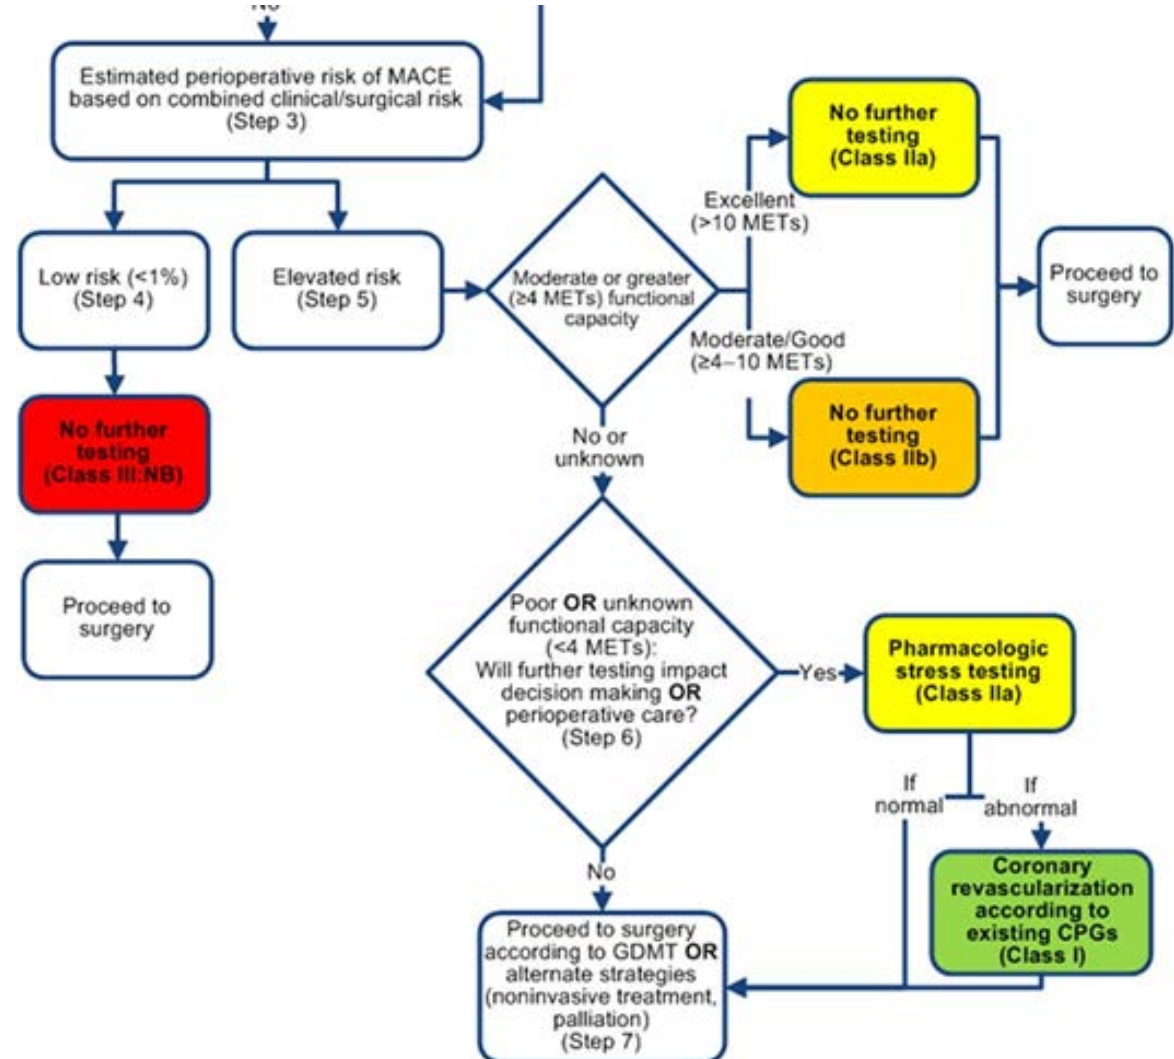 No
Estimated perioperative risk of MACE
based on combined clinical/surgical risk
(Step 3)
Low risk (<1%)
(Step 4)
Elevated risk
(Step 5)
Moderate or greater
(≥4 METs) functional
capacity
Excellent
(>10 METs)
No further
testing
(Class IIa)
Moderate/Good
(≥4–10 METs)
No further
testing
(Class IIb)
Proceed to
surgery
No further
testing
(Class III:NB)
Proceed to
surgery
No or
unknown
Poor OR unknown
functional capacity
(<4 METs):
Will further testing impact
decision making OR
perioperative care?
(Step 6)
Yes
Pharmacologic
stress testing
(Class IIa)
If
normal
If
abnormal
Coronary
revascularization
according to
existing CPGs
(Class I)
No
Proceed to surgery
according to GDMT OR
alternate strategies
(noninvasive treatment,
palliation)
(Step 7)